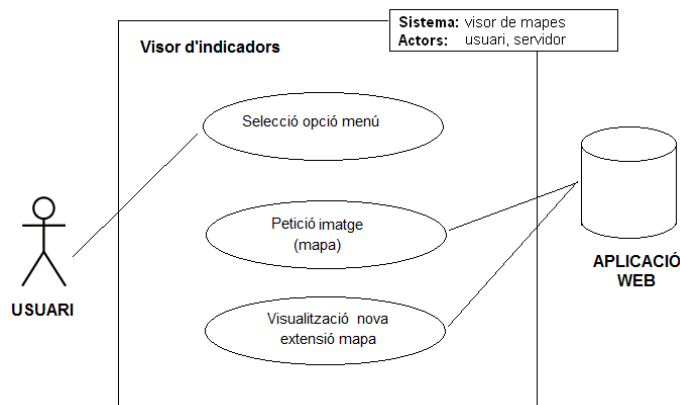 Sistema: visor de mapes
Actors: usuari, servidor
Visor d'indicadors
Selecció opció menú
Petició imatge
(mapa)
APLICACIÓ
WEB
USUARI
Visualització nova
extensió mapa